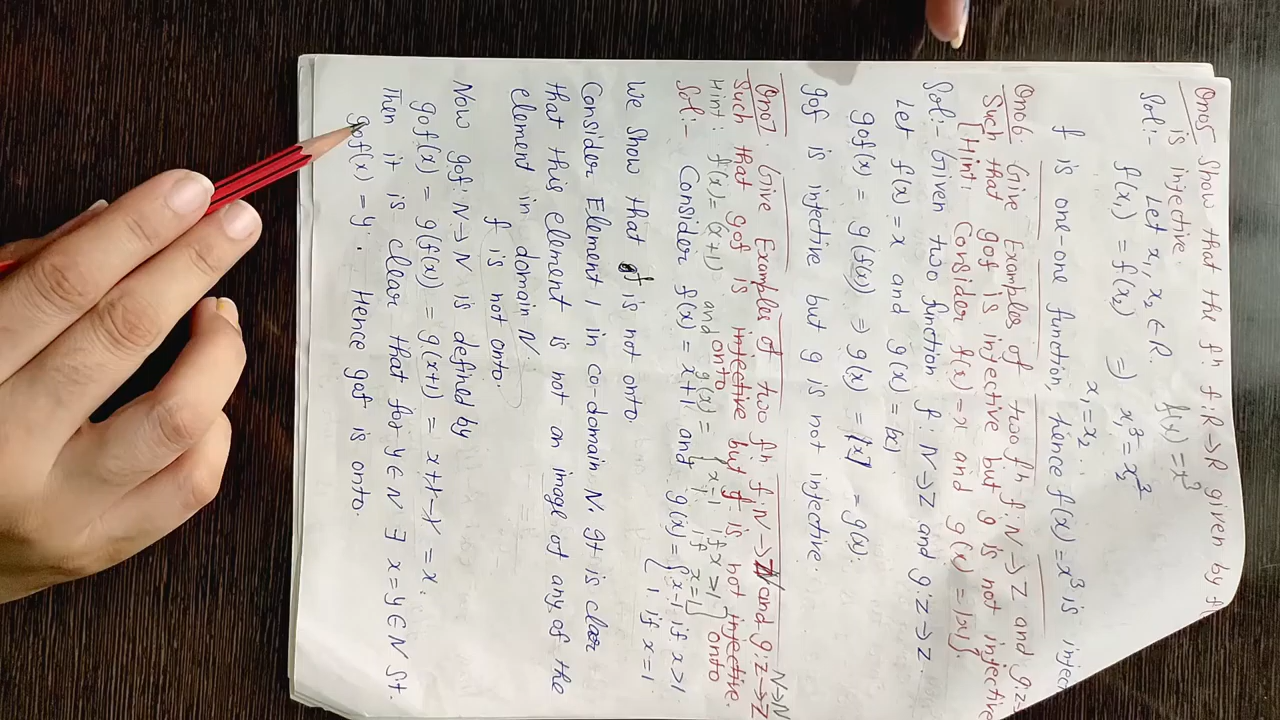 Qno5 Show that the fn f:R→R given by f(
is injective. f(x) = x³
Sol:- Let x₁, x₂ ∈ R.
f(x₁) = f(x₂) ⇒ x₁³ = x₂³
x₁ = x₂.
f is one-one function, hence f(x) = x³ is inject
Qno6: Give Examples of two fn f: N→Z and g:z→
Such that gof is injective but g is not injective
[Hint: Consider f(x) = x and g(x) = |x|}.
Sol:- Given two function f: N→Z and g:z→z.
Let f(x) = x and g(x) = |x|.
gof(x) = g(f(x)) ⇒ g(x) = |x| = g(x).
gof is injective but g is not injective.
Qno7. Give Examples of two fn f: N→N and g:z→Z N→N
Such that gof is injective but f is not injective.
onto onto
Hint: f(x) = (x+1) and g(x) = {x-1 if x>1
1 if x=1}
Sol:- Consider f(x) = x+1 and g(x) = {x-1 if x>1
1 if x=1
We Show that f is not onto.
Consider Element 1 in co-domain N. It is clear
that this element is not an image of any of the
element in domain N.
f is not onto.
Now gof: N→N is defined by
gof(x) = g(f(x)) = g(x+1) = x+1-1 = x.
Then it is clear that for y∈N ∃ x=y∈N St.
gof(x) = y. Hence gof is onto.